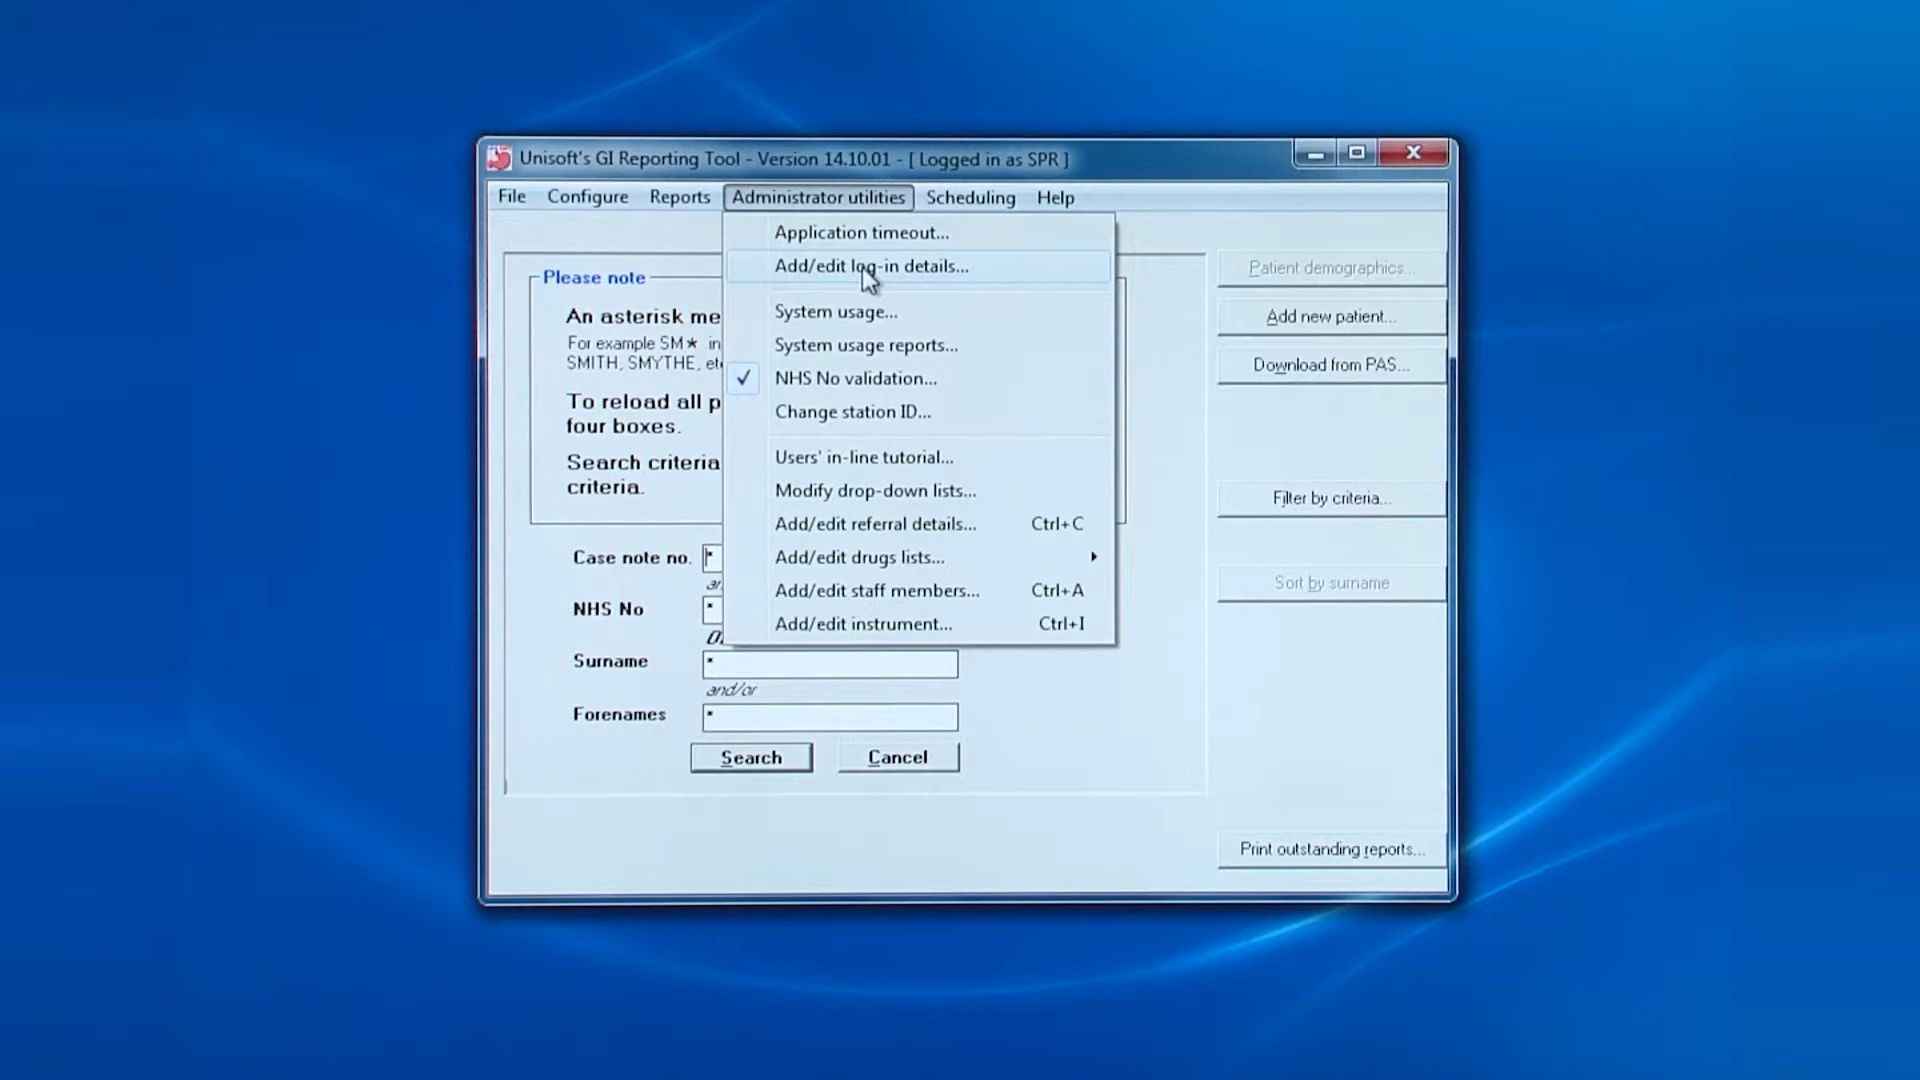 Unisoft's GI Reporting Tool - Version 14.10.01 - [ Logged in as SPR ]
File Configure Reports Administrator utilities Scheduling Help
Application timeout...
Add/edit log-in details...
System usage...
System usage reports...
NHS No validation...
Change station ID...
Users' in-line tutorial...
Modify drop-down lists...
Add/edit referral details... Ctrl+C
Add/edit drugs lists...
Add/edit staff members... Ctrl+A
Add/edit instrument... Ctrl+I
Please note
An asterisk me
For example SM* in
SMITH, SMYTHE, et
To reload all p
four boxes.
Search criteria
criteria.
Case note no. *
NHS No *
Surname *
and/or
Forenames *
Search Cancel
Patient demographics...
Add new patient...
Download from PAS...
Filter by criteria...
Sort by surname
Print outstanding reports...